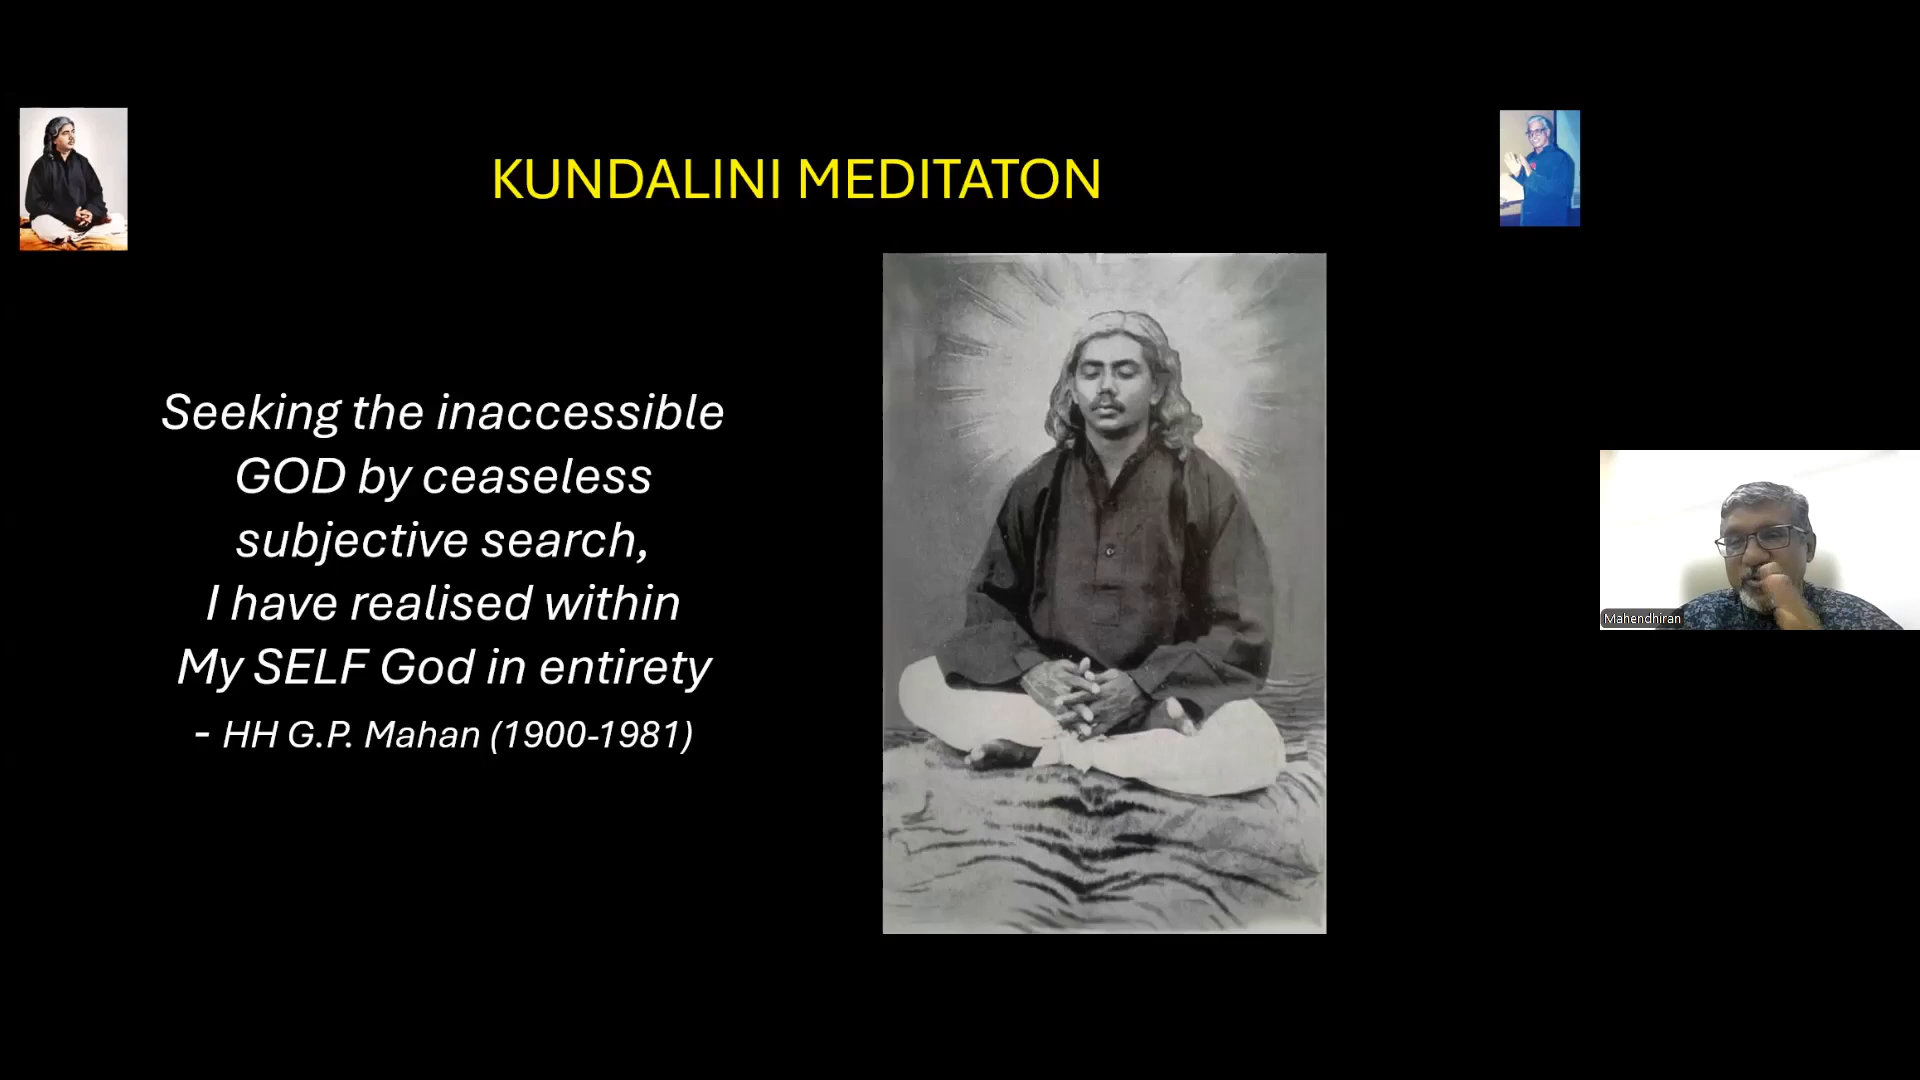 KUNDALINI MEDITATON
Seeking the inaccessible
GOD by ceaseless
subjective search,
I have realised within
My SELF God in entirety
- HH G.P. Mahan (1900-1981)
Mahendhiran